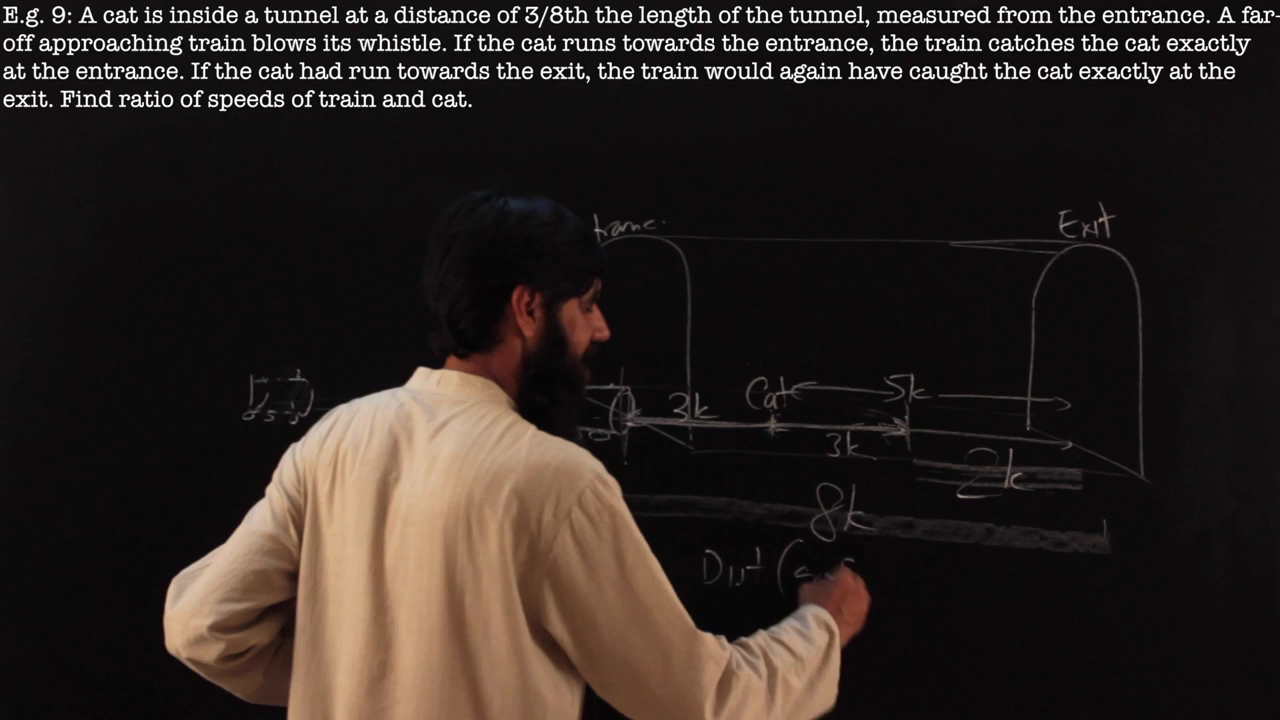 E.g. 9: A cat is inside a tunnel at a distance of 3/8th the length of the tunnel, measured from the entrance. A far-
off approaching train blows its whistle. If the cat runs towards the entrance, the train catches the cat exactly
at the entrance. If the cat had run towards the exit, the train would again have caught the cat exactly at the
exit. Find ratio of speeds of train and cat.
Exit
3k Cat 5k
3k
2k
8k
Dist (